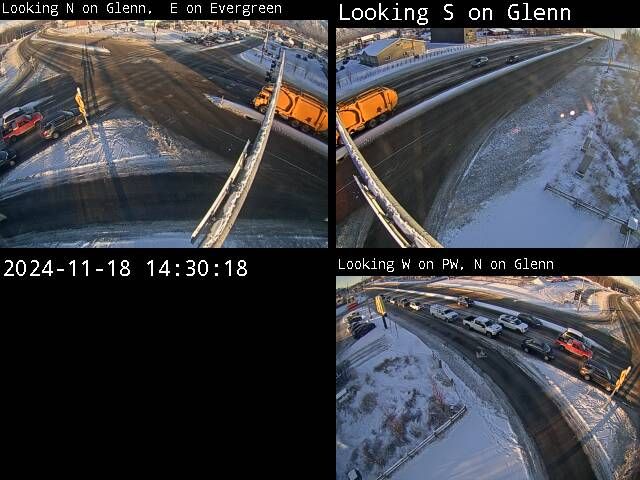 Looking N on Glenn,  E on Evergreen
Looking S on Glenn
2024-11-18 14:30:18
Looking W on PW, N on Glenn